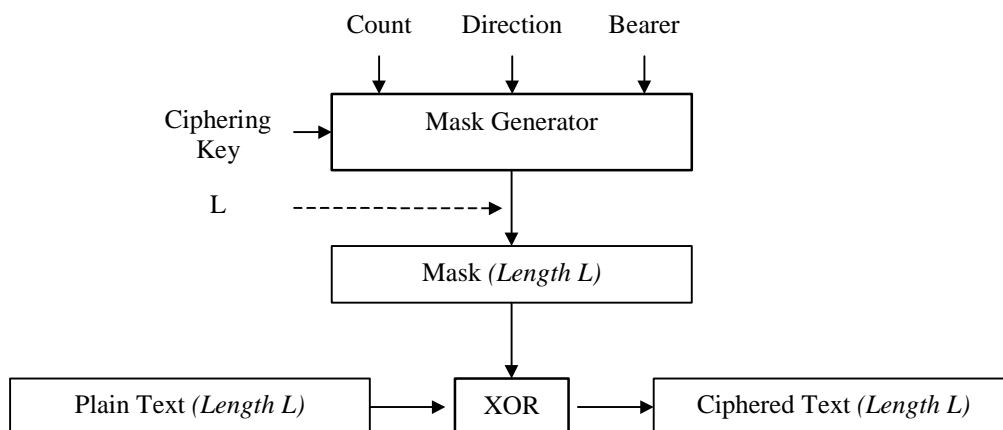 Count Direction Bearer
Ciphering
Key
Mask Generator
L
Mask (Length L)
Plain Text (Length L)
XOR
Ciphered Text (Length L)